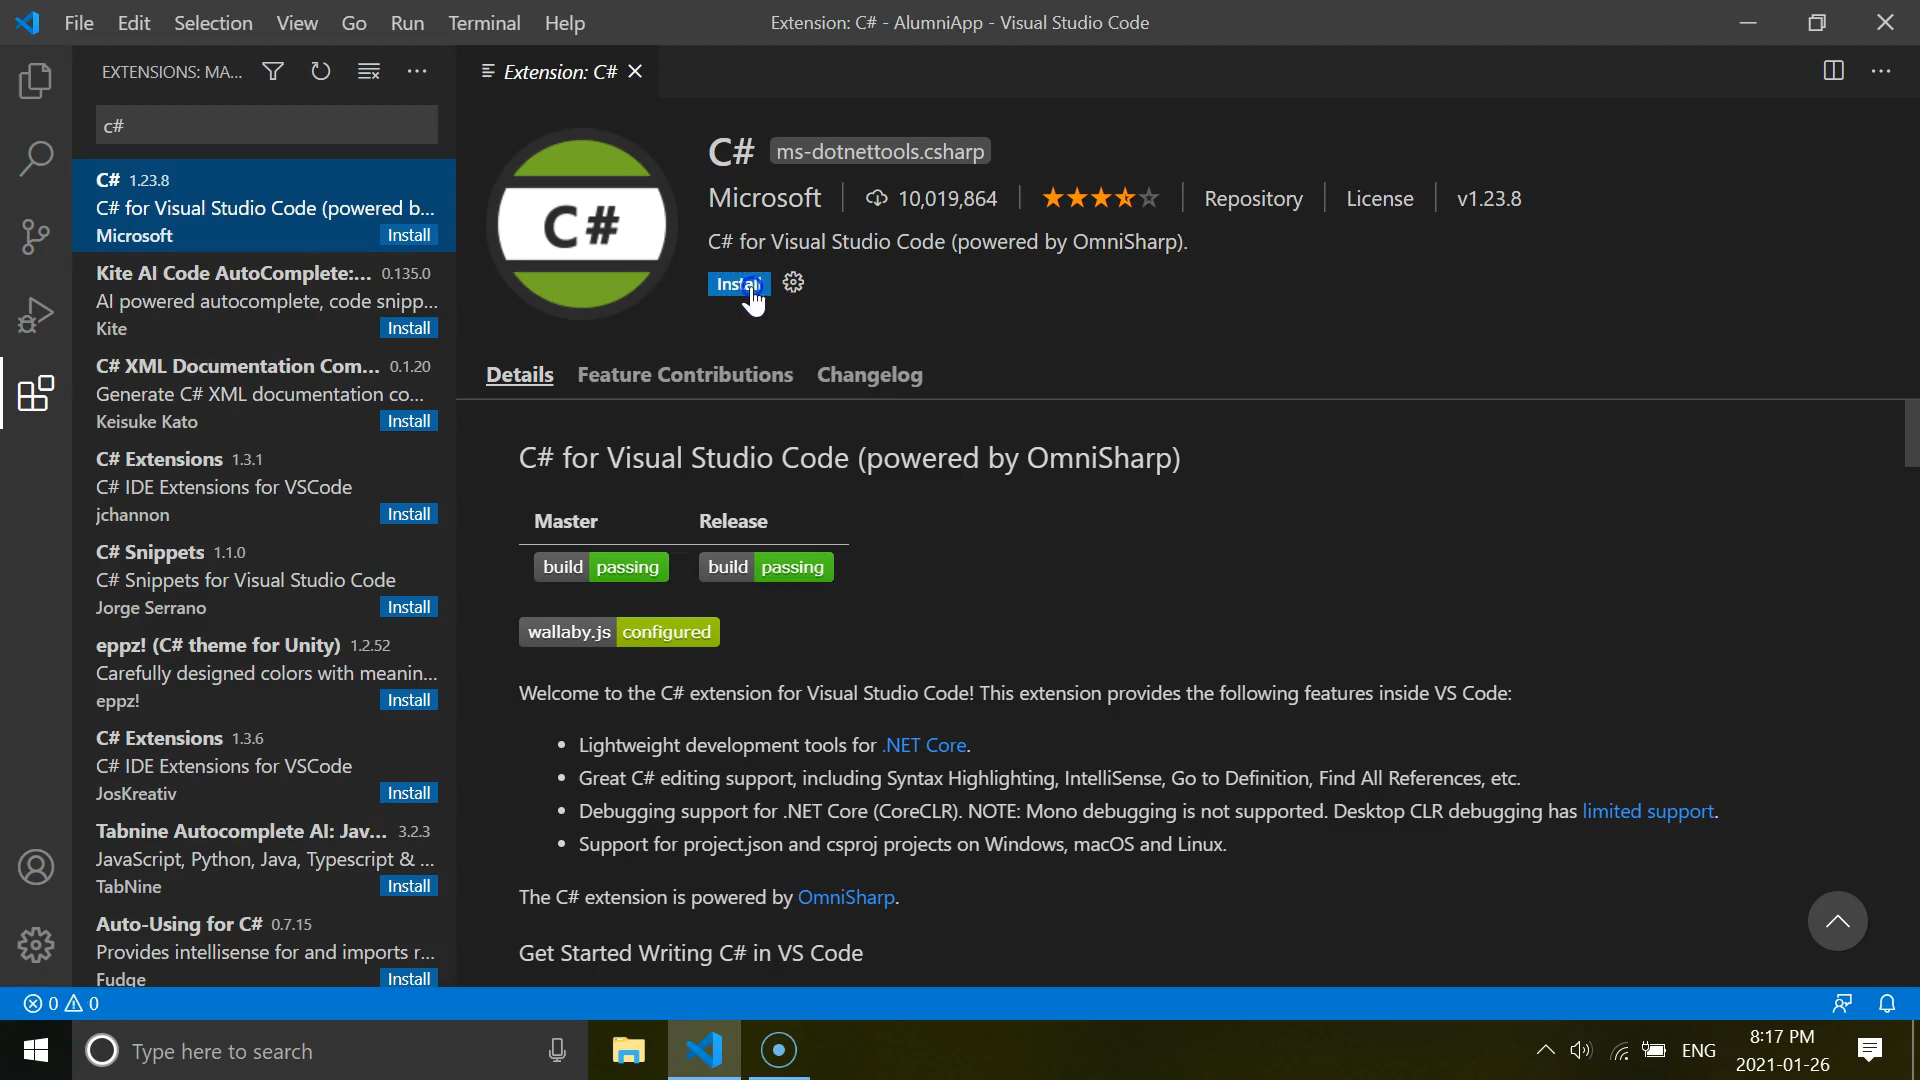 File Edit Selection View Go Run Terminal Help
Extension: C# - AlumniApp - Visual Studio Code
EXTENSIONS: MA...
Extension: C#
c#
C# 1.23.8
C# for Visual Studio Code (powered b...
Microsoft Install
Kite AI Code AutoComplete:... 0.135.0
AI powered autocomplete, code snipp...
Kite Install
C# XML Documentation Com... 0.1.20
Generate C# XML documentation co...
Keisuke Kato Install
C# Extensions 1.3.1
C# IDE Extensions for VSCode
jchannon Install
C# Snippets 1.1.0
C# Snippets for Visual Studio Code
Jorge Serrano Install
eppz! (C# theme for Unity) 1.2.52
Carefully designed colors with meanin...
eppz! Install
C# Extensions 1.3.6
C# IDE Extensions for VSCode
JosKreativ Install
Tabnine Autocomplete AI: Jav... 3.2.3
JavaScript, Python, Java, Typescript & ...
TabNine Install
Auto-Using for C# 0.7.15
Provides intellisense for and imports r...
Fudge Install
C#
C# ms-dotnettools.csharp
Microsoft 10,019,864 Repository License v1.23.8
C# for Visual Studio Code (powered by OmniSharp).
Install
Details Feature Contributions Changelog
C# for Visual Studio Code (powered by OmniSharp)
Master Release
build passing build passing
wallaby.js configured
Welcome to the C# extension for Visual Studio Code! This extension provides the following features inside VS Code:
• Lightweight development tools for .NET Core.
• Great C# editing support, including Syntax Highlighting, IntelliSense, Go to Definition, Find All References, etc.
• Debugging support for .NET Core (CoreCLR). NOTE: Mono debugging is not supported. Desktop CLR debugging has limited support.
• Support for project.json and csproj projects on Windows, macOS and Linux.
The C# extension is powered by OmniSharp.
Get Started Writing C# in VS Code
0 0
Type here to search
ENG
8:17 PM
2021-01-26